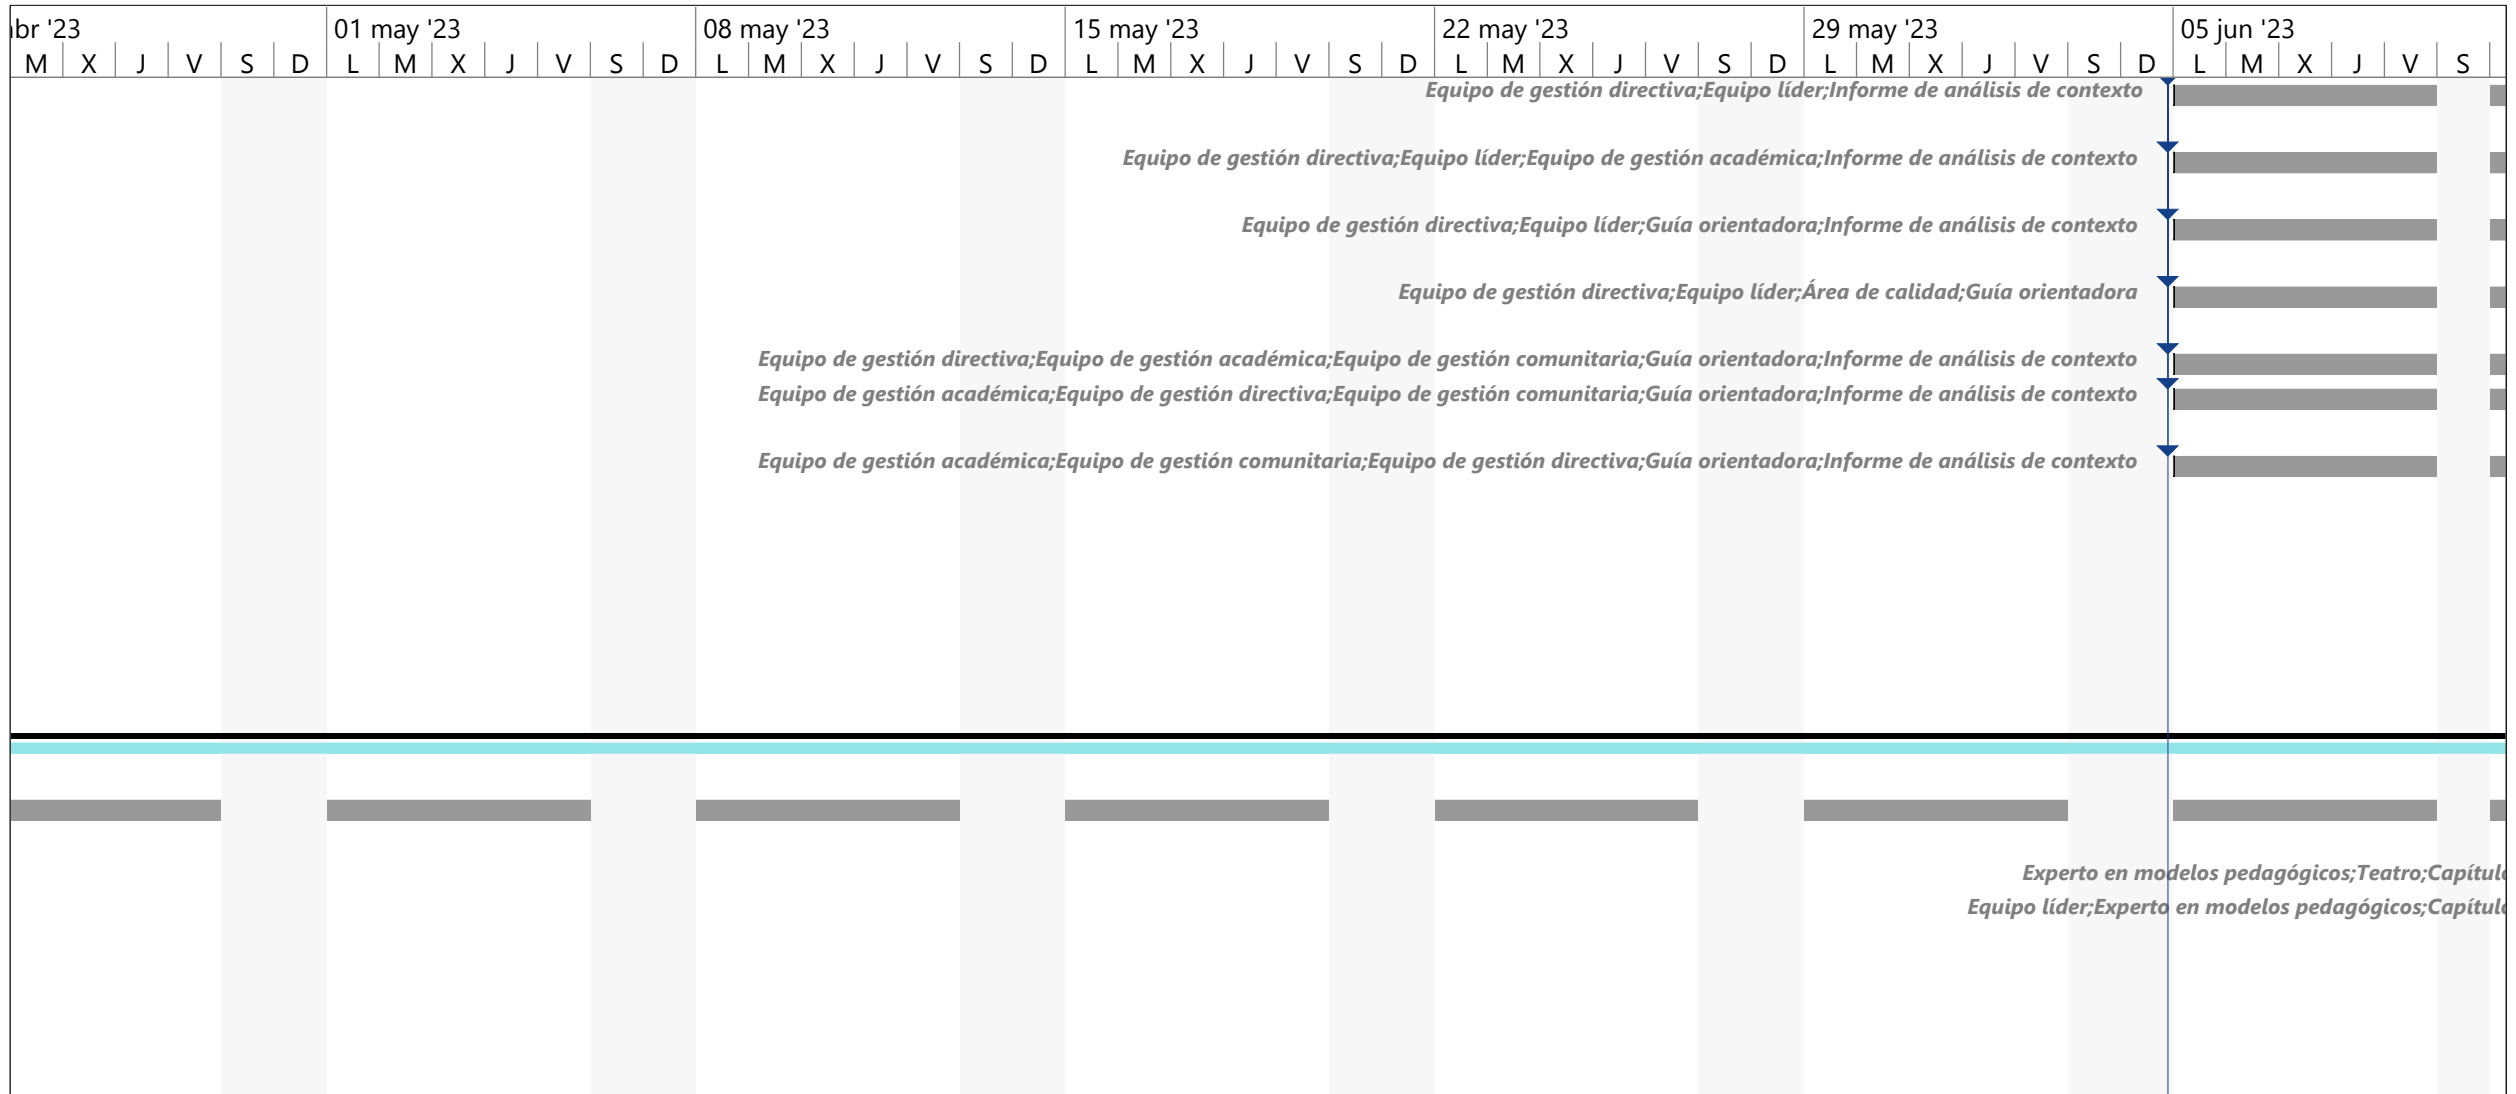 abr '23 01 may '23 08 may '23 15 may '23 22 may '23 29 may '23 05 jun '23
M X J V S D L M X J V S D L M X J V S D L M X J V S D L M X J V S D L M X J V S D L M X J V S
Equipo de gestión directiva;Equipo líder;Informe de análisis de contexto
Equipo de gestión directiva;Equipo líder;Equipo de gestión académica;Informe de análisis de contexto
Equipo de gestión directiva;Equipo líder;Guía orientadora;Informe de análisis de contexto
Equipo de gestión directiva;Equipo líder;Área de calidad;Guía orientadora
Equipo de gestión directiva;Equipo de gestión académica;Equipo de gestión comunitaria;Guía orientadora;Informe de análisis de contexto
Equipo de gestión académica;Equipo de gestión directiva;Equipo de gestión comunitaria;Guía orientadora;Informe de análisis de contexto
Equipo de gestión académica;Equipo de gestión comunitaria;Equipo de gestión directiva;Guía orientadora;Informe de análisis de contexto
Experto en modelos pedagógicos;Teatro;Capítulo
Equipo líder;Experto en modelos pedagógicos;Capítulo